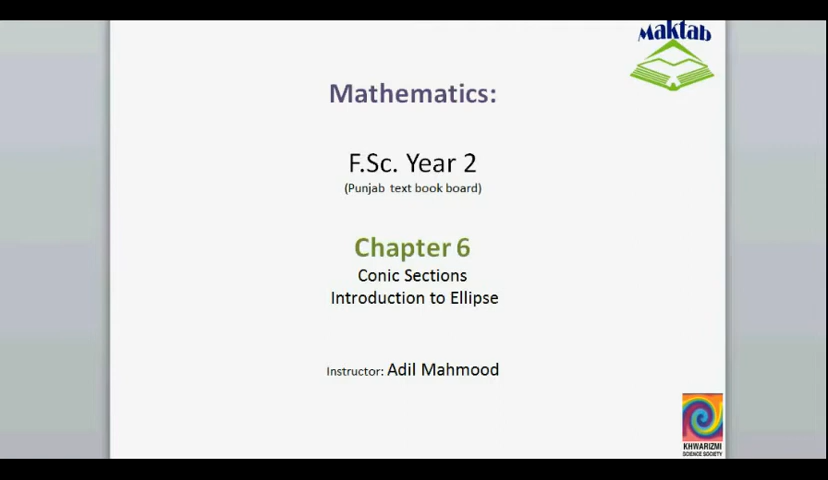 Maktab
Mathematics:
F.Sc. Year 2
(Punjab text book board)
Chapter 6
Conic Sections
Introduction to Ellipse
Instructor: Adil Mahmood
KHWARIZMI
SCIENCE SOCIETY